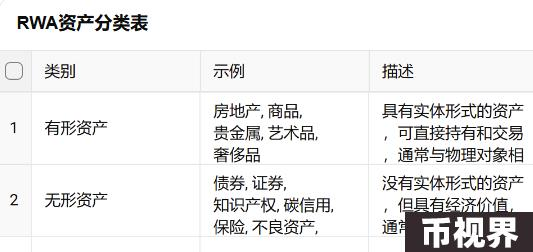 RWA资产分类表
类别 示例 描述
1 有形资产 房地产, 商品,
贵金属, 艺术品,
奢侈品
具有实体形式的资产
，可直接持有和交易
，通常与物理对象相
2 无形资产 债券, 证券,
知识产权, 碳信用,
保险, 不良资产,
没有实体形式的资产
，但具有经济价值，
通常
币视界